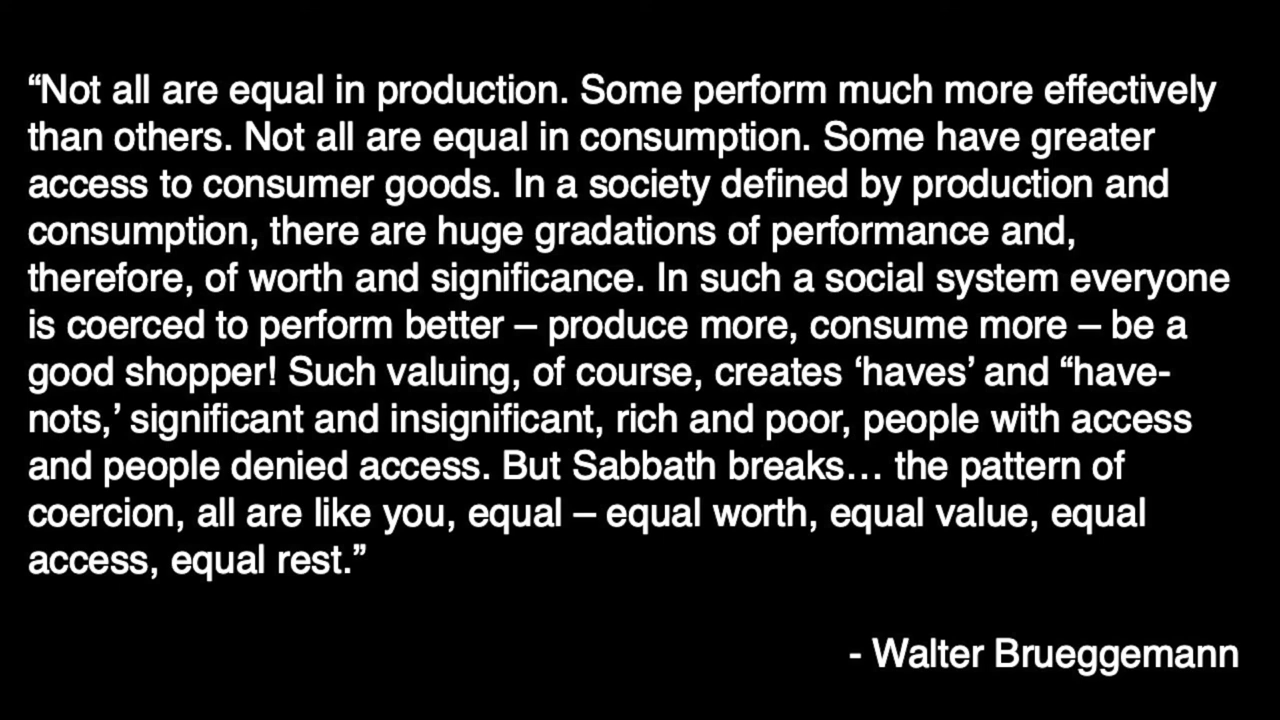 “Not all are equal in production. Some perform much more effectively
than others. Not all are equal in consumption. Some have greater
access to consumer goods. In a society defined by production and
consumption, there are huge gradations of performance and,
therefore, of worth and significance. In such a social system everyone
is coerced to perform better – produce more, consume more – be a
good shopper! Such valuing, of course, creates ‘haves’ and “have-
nots,’ significant and insignificant, rich and poor, people with access
and people denied access. But Sabbath breaks… the pattern of
coercion, all are like you, equal – equal worth, equal value, equal
access, equal rest.”
- Walter Brueggemann